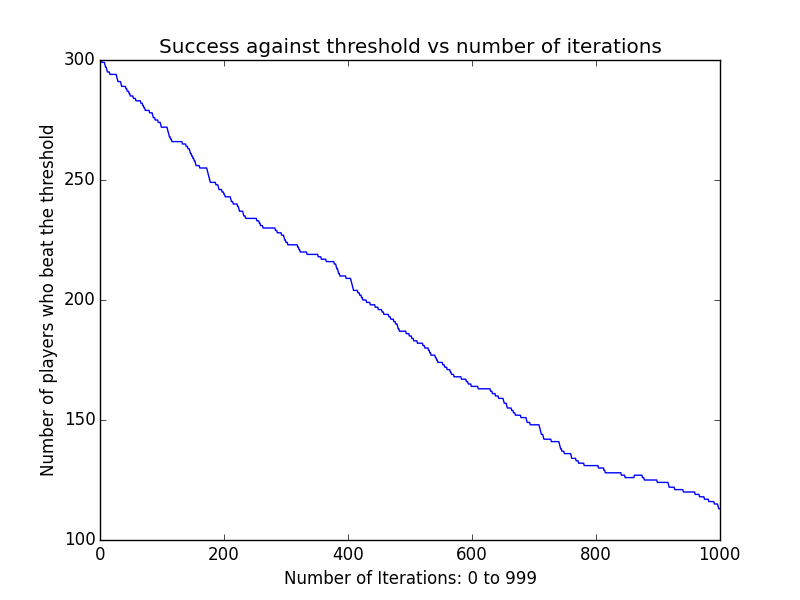 Success against threshold vs number of iterations
300
250
200
150
100
Number of players who beat the threshold
0 200 400 600 800 1000
Number of Iterations: 0 to 999